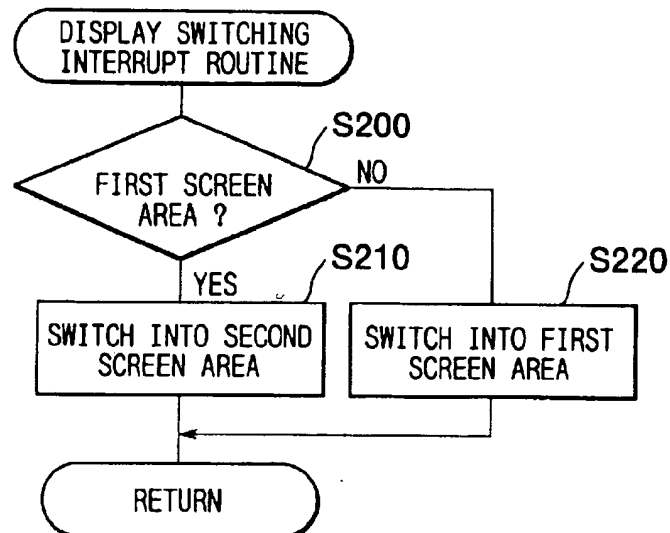 DISPLAY SWITCHING
INTERRUPT ROUTINE
S200
FIRST SCREEN
AREA ?
NO
YES
S210
S220
SWITCH INTO SECOND
SCREEN AREA
SWITCH INTO FIRST
SCREEN AREA
RETURN